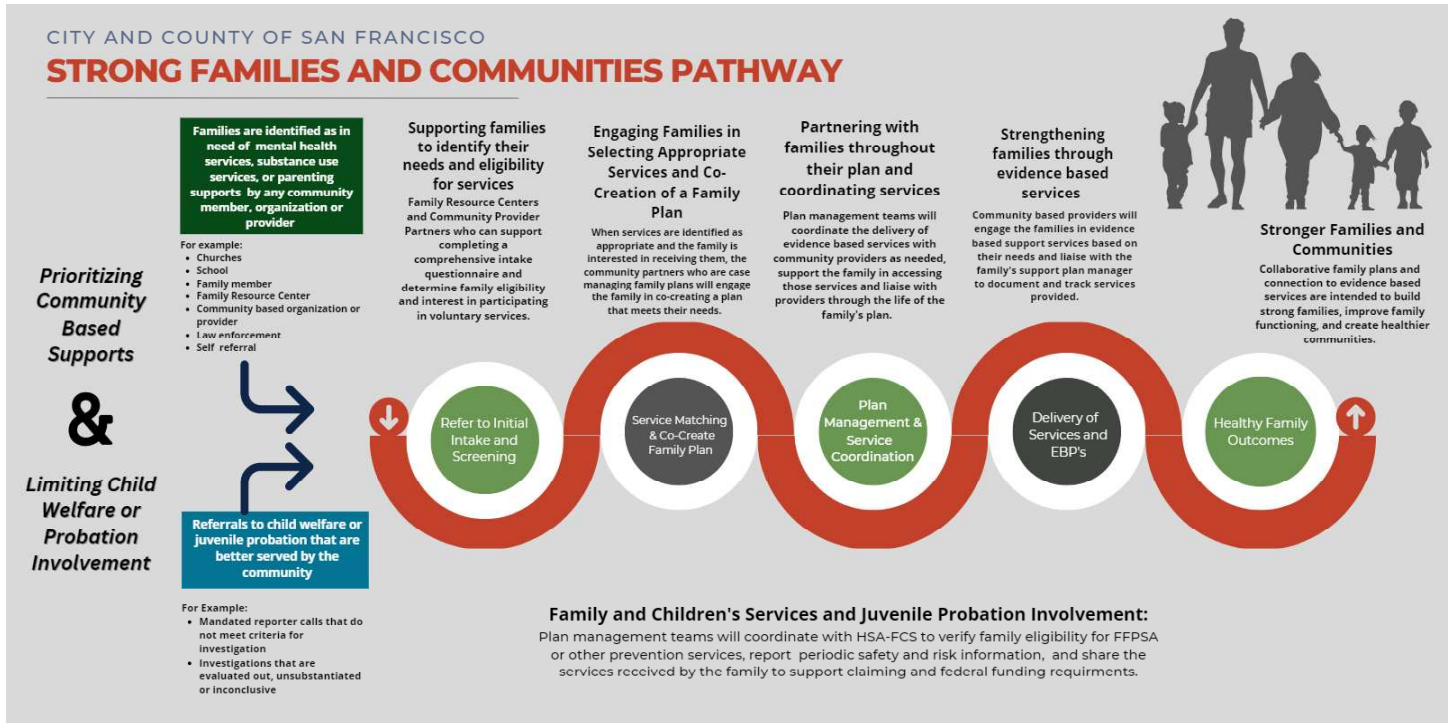 CITY AND COUNTY OF SAN FRANCISCO
STRONG FAMILIES AND COMMUNITIES PATHWAY
Prioritizing
Community
Based
Supports
&
Limiting Child
Welfare or
Probation
Involvement
Families are identified as in
need of mental health
services, substance use
services, or parenting
supports by any community
member, organization or
provider
For example:
• Churches
• School
• Family member
• Family Resource Center
• Community based organization or
provider
• Law enforcement
• Self referral
Referrals to child welfare or
juvenile probation that are
better served by the
community
For Example:
• Mandated reporter calls that do
not meet criteria for
investigation
• Investigations that are
evaluated out, unsubstantiated
or inconclusive
Supporting families
to identify their
needs and eligibility
for services
Family Resource Centers
and Community Provider
Partners who can support
completing a
comprehensive intake
questionnaire and
determine family eligibility
and interest in participating
in voluntary services.
Engaging Families in
Selecting Appropriate
Services and Co-
Creation of a Family
Plan
When services are identified as
appropriate and the family is
interested in receiving them, the
community partners who are case
managing family plans will engage
the family in co-creating a plan
that meets their needs.
Partnering with
families throughout
their plan and
coordinating services
Plan management teams will
coordinate the delivery of
evidence based services with
community providers as needed,
support the family in accessing
those services and liaise with
providers through the life of the
family's plan.
Strengthening
families through
evidence based
services
Community based providers will
engage the families in evidence
based support services based on
their needs and liaise with the
family's support plan manager
to document and track services
provided.
Stronger Families and
Communities
Collaborative family plans and
connection to evidence based
services are intended to build
strong families, improve family
functioning, and create healthier
communities.
Refer to Initial
Intake and
Screening
Service Matching
& Co-Create
Family Plan
Plan
Management &
Service
Coordination
Delivery of
Services and
EBP's
Healthy Family
Outcomes
Family and Children's Services and Juvenile Probation Involvement:
Plan management teams will coordinate with HSA-FCS to verify family eligibility for FFPSA
or other prevention services, report periodic safety and risk information, and share the
services received by the family to support claiming and federal funding requirments.